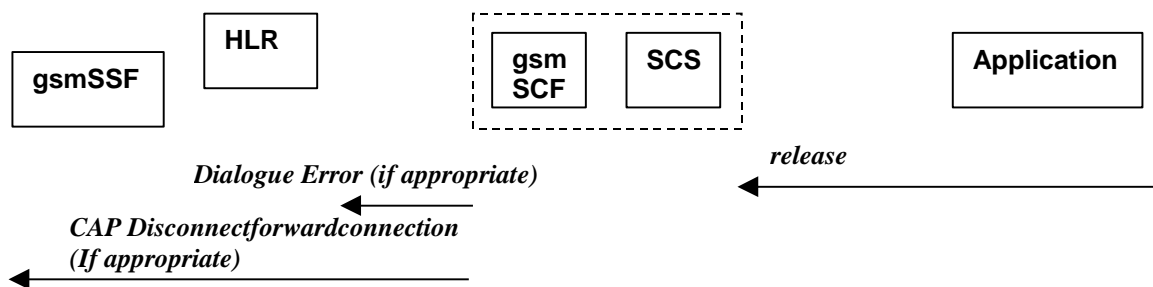 HLR
gsmSSF
gsm
SCF
SCS
Application
release
Dialogue Error (if appropriate)
CAP Disconnectforwardconnection
(If appropriate)